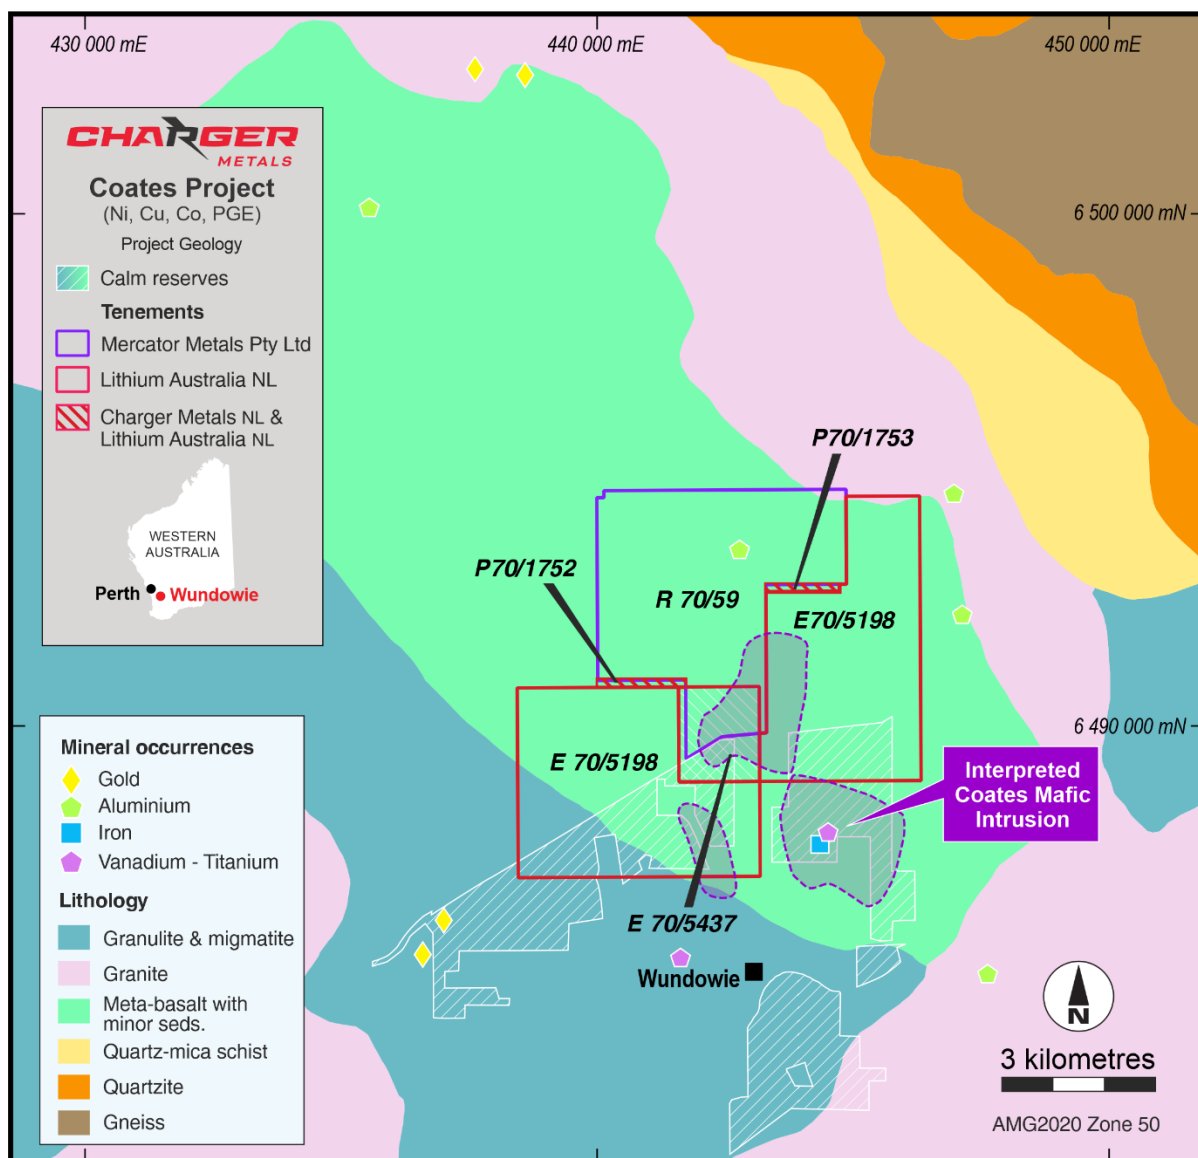 430 000 mE
440 000 mE
450 000 mE
CHARGER
METALS
Coates Project
(Ni, Cu, Co, PGE)
Project Geology
Calm reserves
Tenements
Mercator Metals Pty Ltd
Lithium Australia NL
Charger Metals NL &
Lithium Australia NL
WESTERN
AUSTRALIA
Perth
Wundowie
6 500 000 mN
P70/1753
P70/1752
R 70/59
E70/5198
6 490 000 mN
E 70/5198
Interpreted
Coates Mafic
Intrusion
E 70/5437
Wundowie
Mineral occurrences
Gold
Aluminium
Iron
Vanadium - Titanium
Lithology
Granulite & migmatite
Granite
Meta-basalt with
minor seds.
Quartz-mica schist
Quartzite
Gneiss
N
3 kilometres
AMG2020 Zone 50